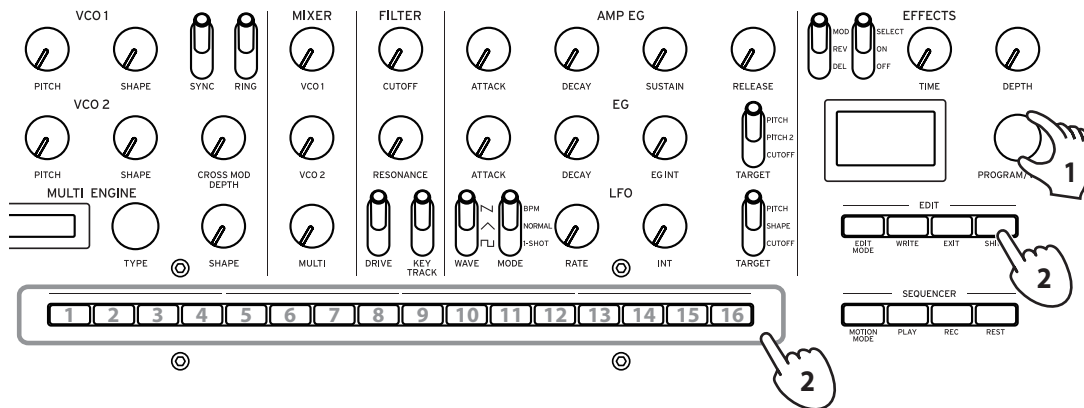 VCO 1
MIXER
FILTER
AMP EG
EFFECTS
MOD
REV
DEL
SELECT
ON
OFF
PITCH
SHAPE
SYNC
RING
VCO 1
CUTOFF
ATTACK
DECAY
SUSTAIN
RELEASE
TIME
DEPTH
VCO 2
EG
PITCH
PITCH 2
CUTOFF
PITCH
SHAPE
CROSS MOD
DEPTH
VCO 2
RESONANCE
ATTACK
DECAY
EG INT
TARGET
PROGRAM/
1
MULTI ENGINE
LFO
EDIT
BPM
NORMAL
1-SHOT
PITCH
SHAPE
CUTOFF
EDIT
MODE
WRITE
EXIT
2
TYPE
SHAPE
MULTI
DRIVE
KEY
TRACK
WAVE
MODE
RATE
INT
TARGET
SEQUENCER
1 2 3 4 5 6 7 8 9 10 11 12 13 14 15 16
MOTION
MODE
PLAY
REC
REST
2